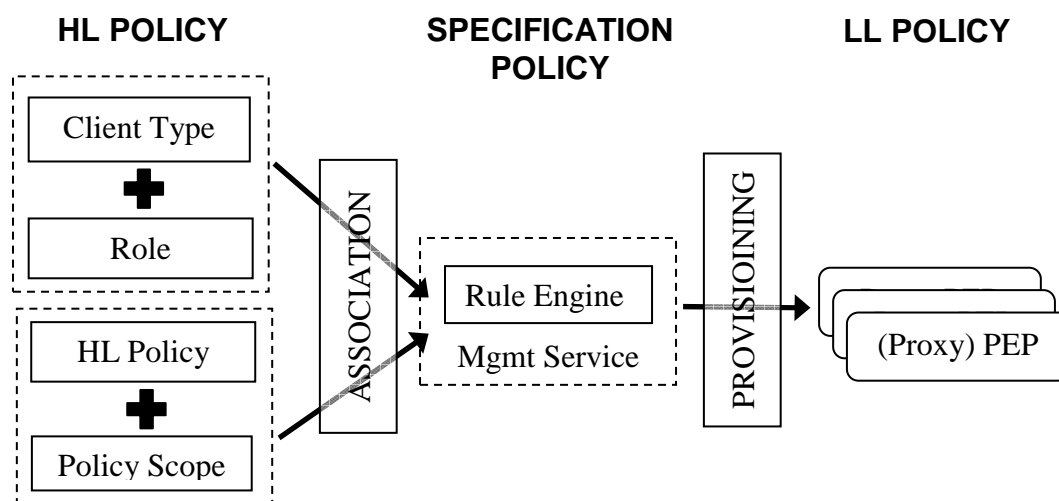 HL POLICY
SPECIFICATION
POLICY
LL POLICY
Client Type
Role
HL Policy
Policy Scope
ASSOCIATION
Rule Engine
Mgmt Service
PROVISIOINING
(Proxy) PEP